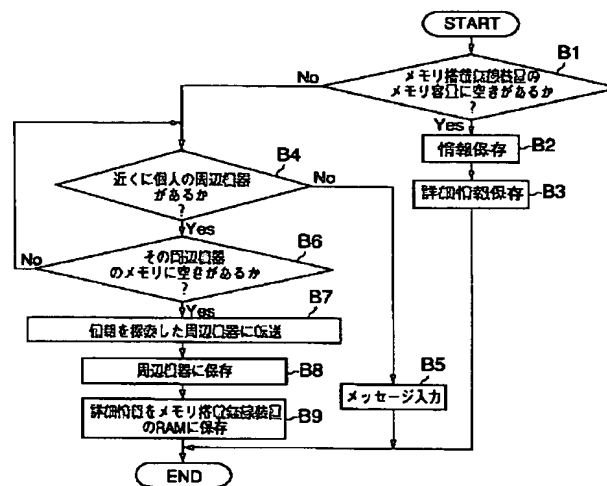 START
B1
メモリ搭載無線装置の
メモリ容量に空きがあるか
?
No
Yes
情報保存
B2
詳細情報保存
B3
B4
近くに個人の周辺機器
があるか
?
No
Yes
B6
その周辺機器
のメモリに空きがあるか
?
No
Yes
B7
情報を探索した周辺機器に転送
周辺機器に保存
B8
B5
メッセージ入力
詳細情報をメモリ搭載無線装置
のRAMに保存
B9
END